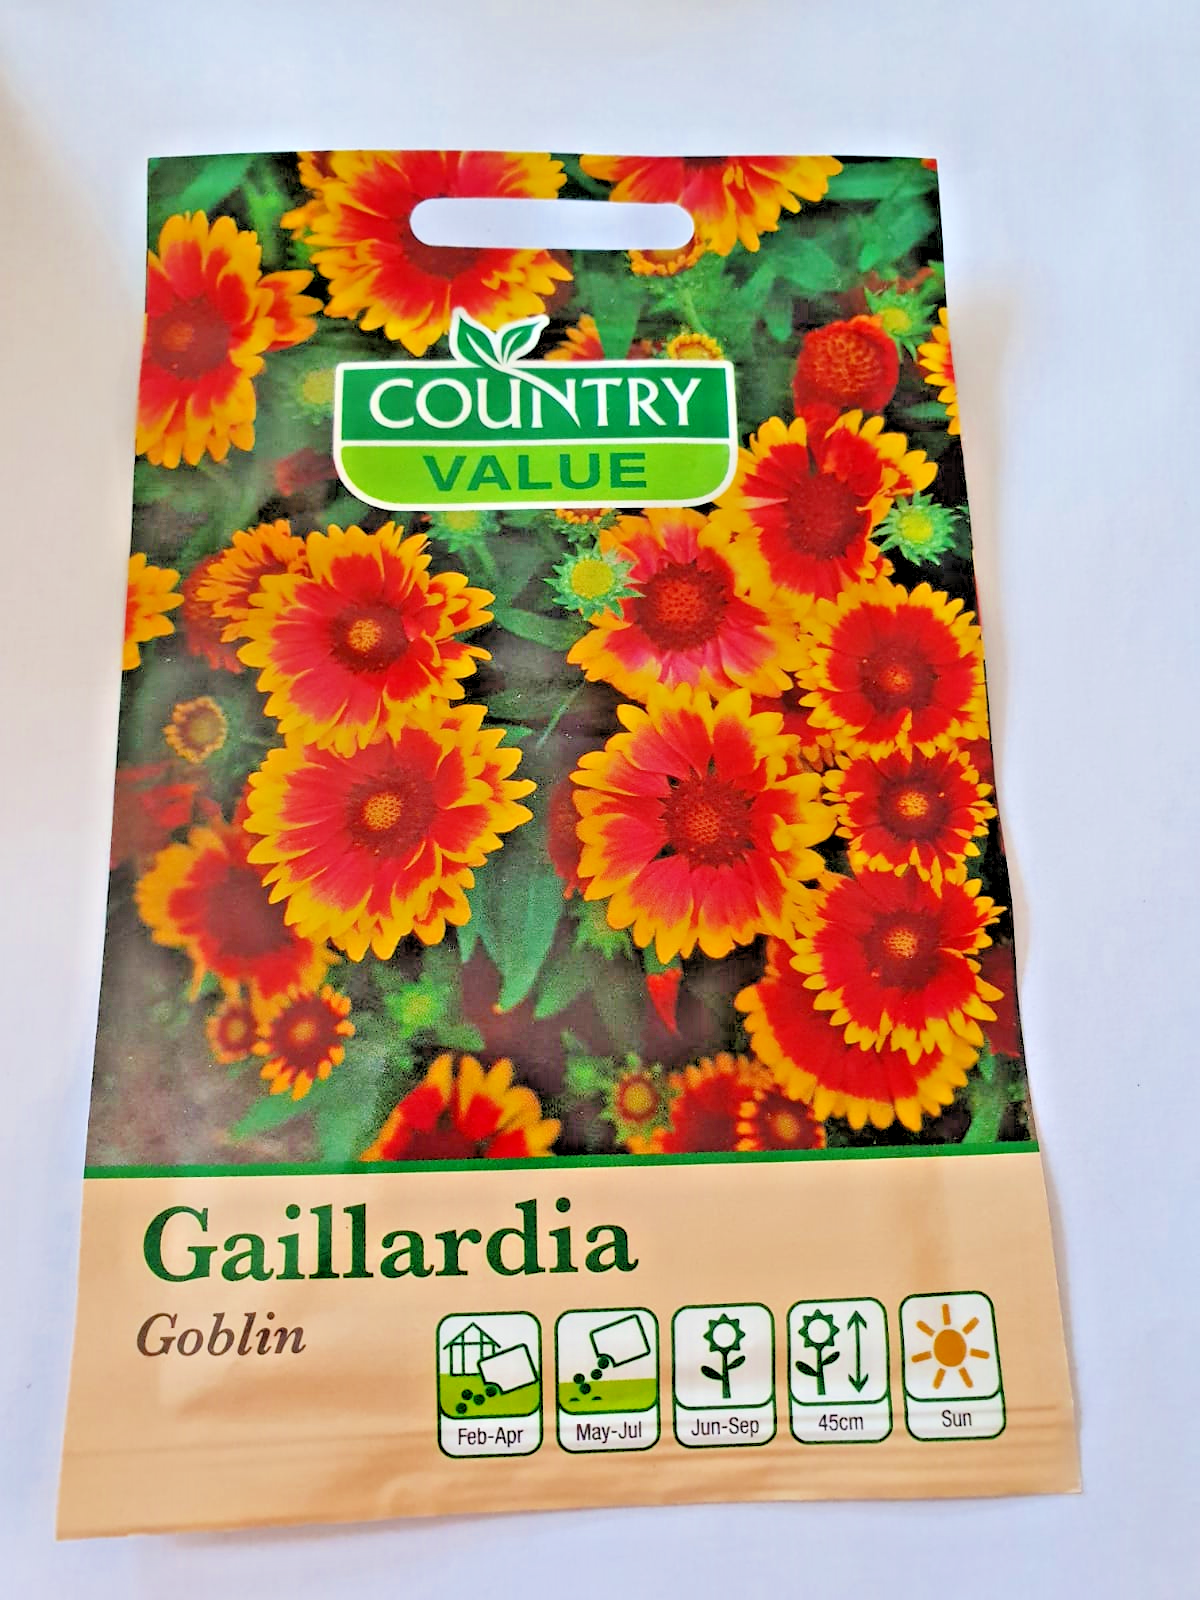 COUNTRY
VALUE
Gaillardia
Goblin
Feb-Apr
May-Jul
Jun-Sep
45cm
Sun